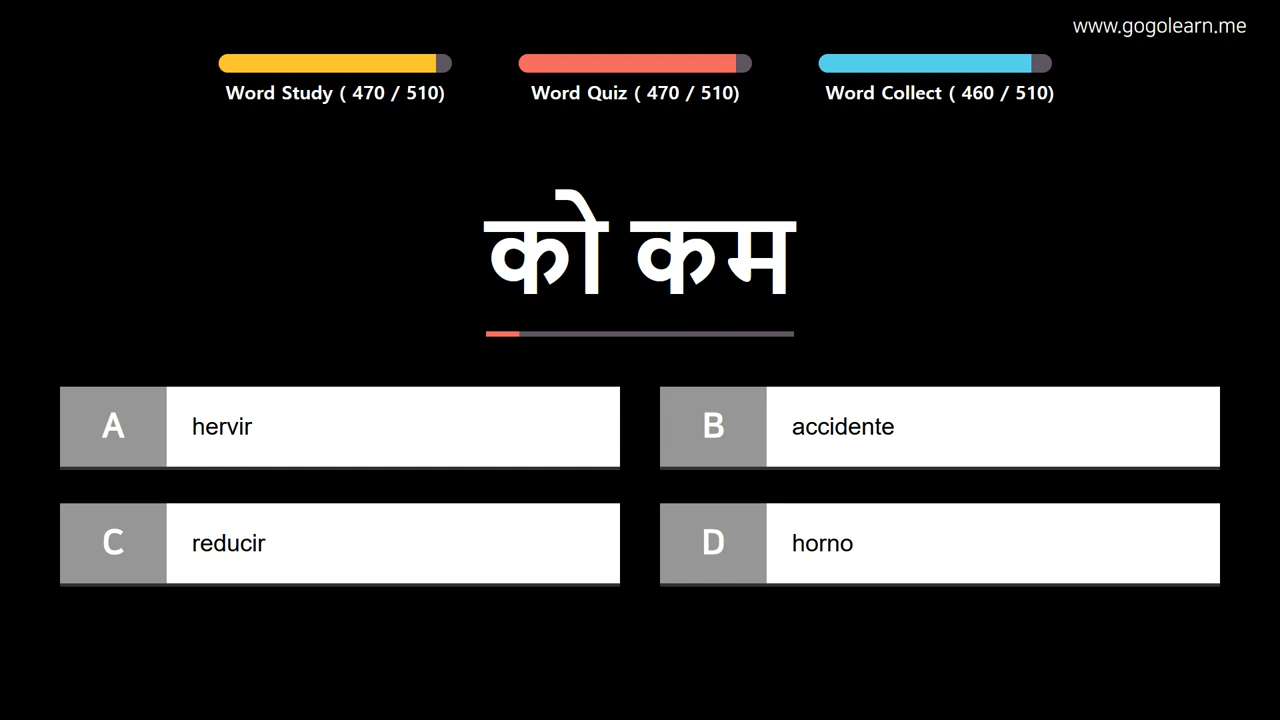 www.gogolearn.me
Word Study ( 470 / 510)
Word Quiz ( 470 / 510)
Word Collect ( 460 / 510)
को कम
A hervir
B accidente
C reducir
D horno